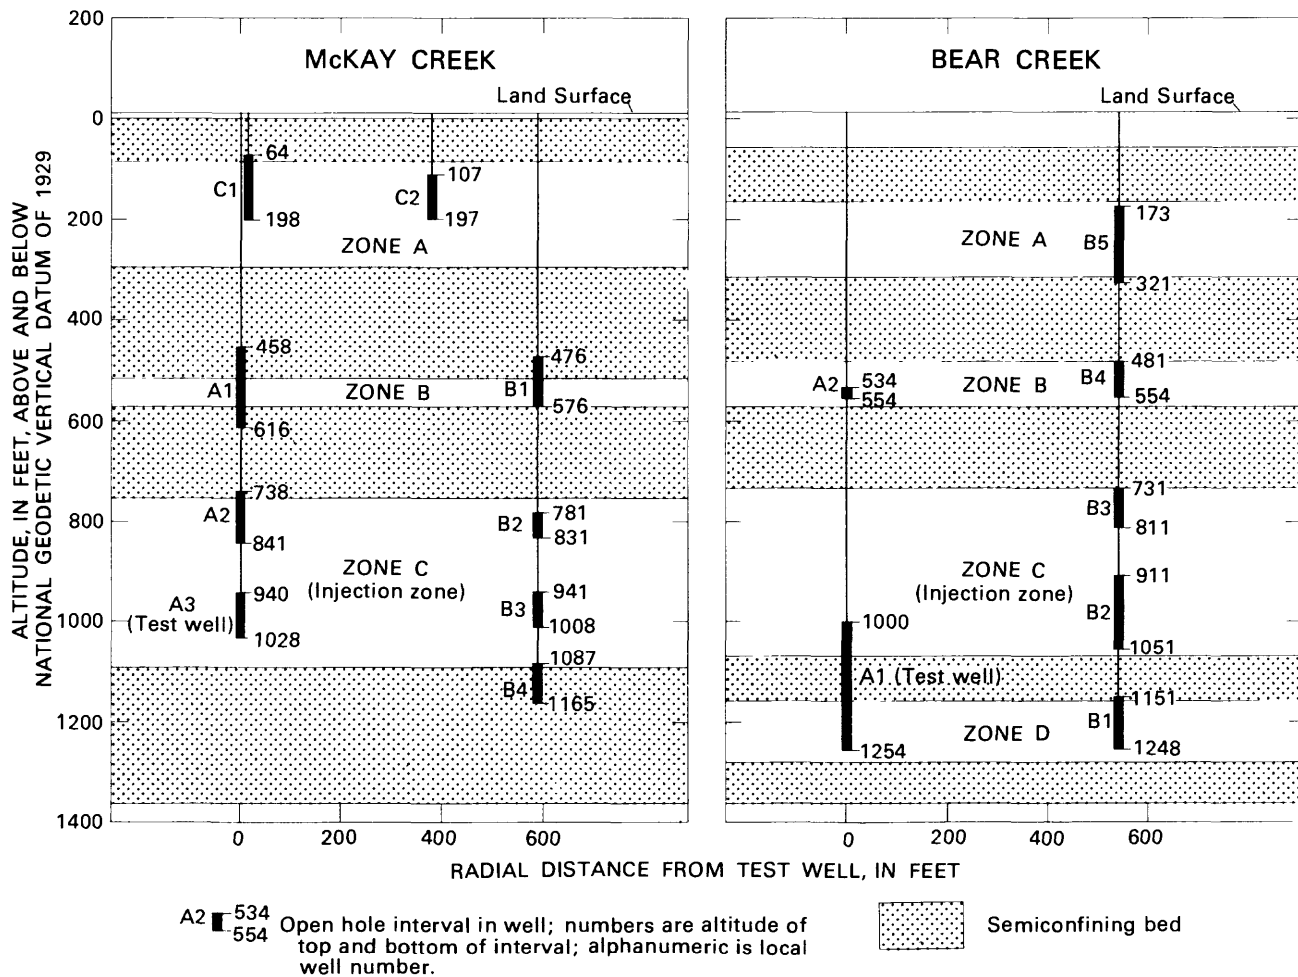 McKAY CREEK
BEAR CREEK
Land Surface
Land Surface
ALTITUDE, IN FEET, ABOVE AND BELOW
NATIONAL GEODETIC VERTICAL DATUM OF 1929
200
0
200
400
600
800
1000
1200
1400
C1
64
198
C2
107
197
ZONE A
458
A1
616
476
B1
576
ZONE B
738
A2
841
781
B2
831
ZONE C
(Injection zone)
A3
(Test well)
940
1028
941
B3
1008
1087
B4
1165
0
200
400
600
ZONE A
B5
173
321
A2
534
554
ZONE B
B4
481
554
731
B3
811
ZONE C
(Injection zone)
911
B2
1051
1000
A1 (Test well)
1254
ZONE D
1151
B1
1248
0
200
400
600
RADIAL DISTANCE FROM TEST WELL, IN FEET
A2 534
554
Open hole interval in well; numbers are altitude of
top and bottom of interval; alphanumeric is local
well number.
Semiconfining bed